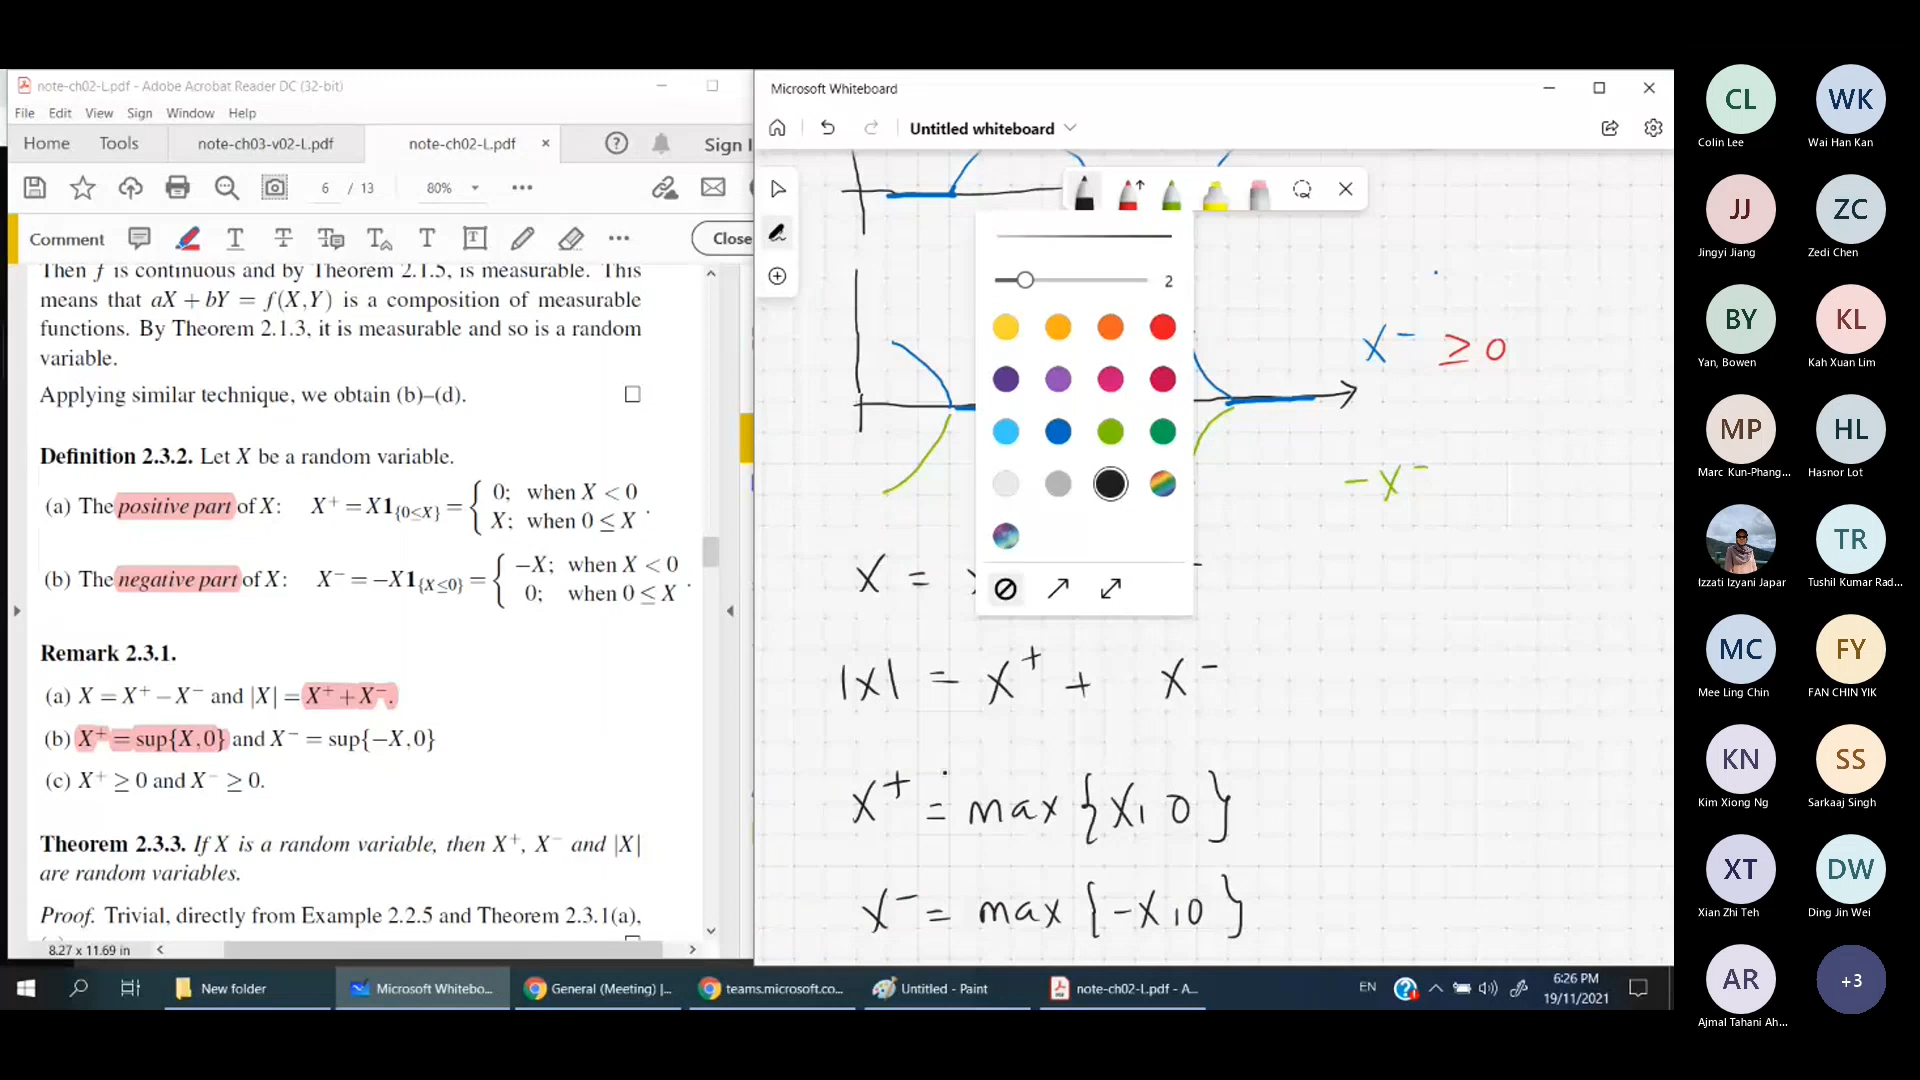 note-ch02-L.pdf - Adobe Acrobat Reader DC (32-bit)
File Edit View Sign Window Help
Home Tools note-ch03-v02-L.pdf note-ch02-L.pdf × ? Sign I
6 / 13 80%
Comment Close
Then f is continuous and by Theorem 2.1.5, is measurable. This
means that aX + bY = f(X,Y) is a composition of measurable
functions. By Theorem 2.1.3, it is measurable and so is a random
variable.
Applying similar technique, we obtain (b)–(d). □
Definition 2.3.2. Let X be a random variable.
(a) The positive part of X: X⁺ = X1_{0≤X} = { 0; when X < 0
X; when 0 ≤ X .
(b) The negative part of X: X⁻ = −X1_{X≤0} = { −X; when X < 0
0; when 0 ≤ X .
Remark 2.3.1.
(a) X = X⁺ − X⁻ and |X| = X⁺ + X⁻.
(b) X⁺ = sup{X,0} and X⁻ = sup{−X,0}
(c) X⁺ ≥ 0 and X⁻ ≥ 0.
Theorem 2.3.3. If X is a random variable, then X⁺, X⁻ and |X|
are random variables.
Proof. Trivial, directly from Example 2.2.5 and Theorem 2.3.1(a),
8.27 x 11.69 in
Microsoft Whiteboard
Untitled whiteboard
2
X⁻ ≥ 0
−X⁻
X =
|X| = X⁺ + X⁻
X⁺ = max {X, 0}
X⁻ = max {−X, 0}
New folder
Microsoft Whitebo...
General (Meeting) |...
teams.microsoft.co...
Untitled - Paint
note-ch02-L.pdf - A...
EN
6:26 PM
19/11/2021
CL WK
Colin Lee Wai Han Kan
JJ ZC
Jingyi Jiang Zedi Chen
BY KL
Yan, Bowen Kah Xuan Lim
MP HL
Marc Kun-Phang... Hasnor Lot
TR
Izzati Izyani Japar Tushil Kumar Rad...
MC FY
Mee Ling Chin FAN CHIN YIK
KN SS
Kim Xiong Ng Sarkaaj Singh
XT DW
Xian Zhi Teh Ding Jin Wei
AR +3
Ajmal Tahani Ah...